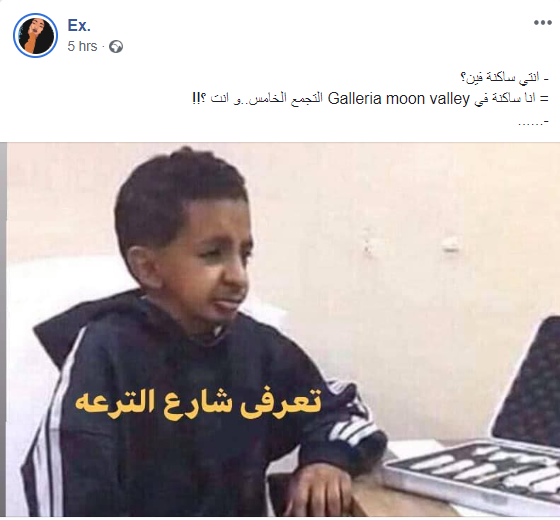 Ex.
5 hrs ·
- انتي ساكنة فين؟
= انا ساكنة في Galleria moon valley التجمع الخامس..و انت ؟!!
-......
تعرفى شارع الترعه